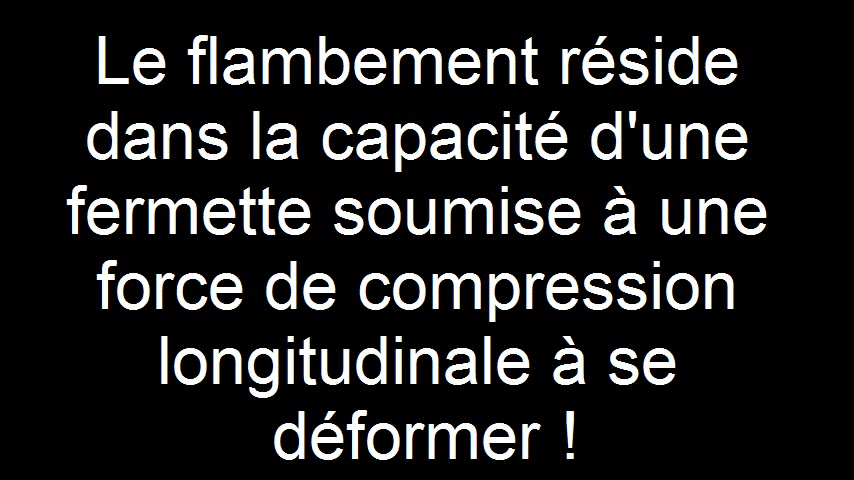 Le flambement réside
dans la capacité d'une
fermette soumise à une
force de compression
longitudinale à se
déformer !